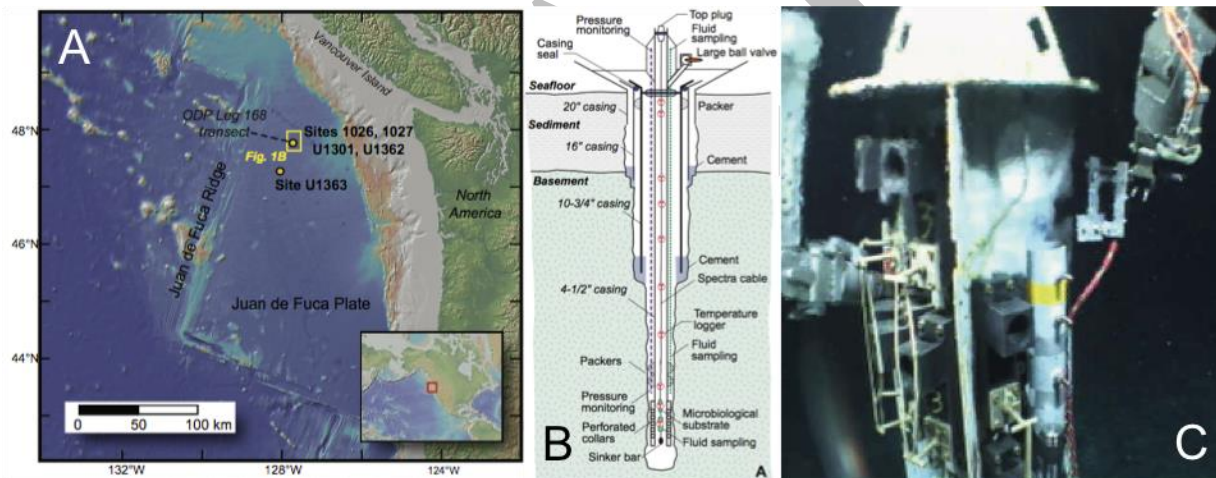 A
Vancouver Island
ODP Leg 168
transect
Sites 1026, 1027
U1301, U1362
Fig. 1B
Site U1363
North
America
Juan de Fuca Ridge
Juan de Fuca Plate
48°N
46°N
44°N
0 50 100 km
132°W
128°W
124°W
Top plug
Pressure
monitoring
Fluid
sampling
Large ball valve
Casing
seal
Seafloor
20" casing
Packer
Sediment
16" casing
Cement
Basement
10-3/4" casing
Cement
Spectra cable
4-1/2" casing
Temperature
logger
Fluid
sampling
Packers
Pressure
monitoring
Microbiological
substrate
Perforated
collars
Fluid sampling
Sinker bar
B
A
3
3
C